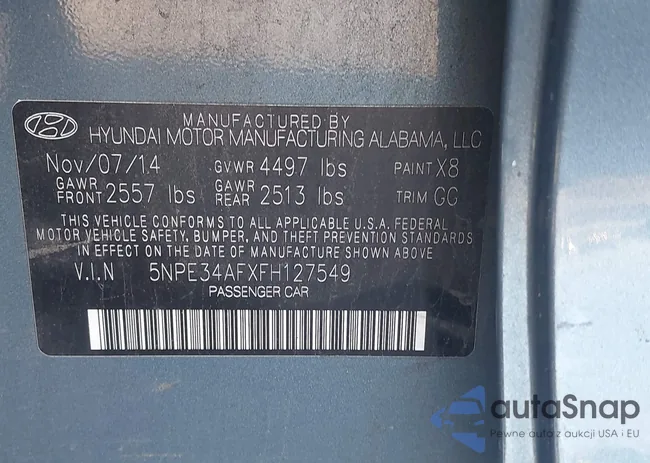 MANUFACTURED BY
HYUNDAI MOTOR MANUFACTURING ALABAMA, LLC
Nov/07/14 GVWR 4497 lbs PAINT X8
GAWR FRONT 2557 lbs GAWR REAR 2513 lbs TRIM GC
THIS VEHICLE CONFORMS TO ALL APPLICABLE U.S.A. FEDERAL
MOTOR VEHICLE SAFETY, BUMPER, AND THEFT PREVENTION STANDARDS
IN EFFECT ON THE DATE OF MANUFACTURE SHOWN ABOVE.
V.I.N 5NPE34AFXFH127549
PASSENGER CAR
autaSnap
Pewne auta z aukcji USA i EU